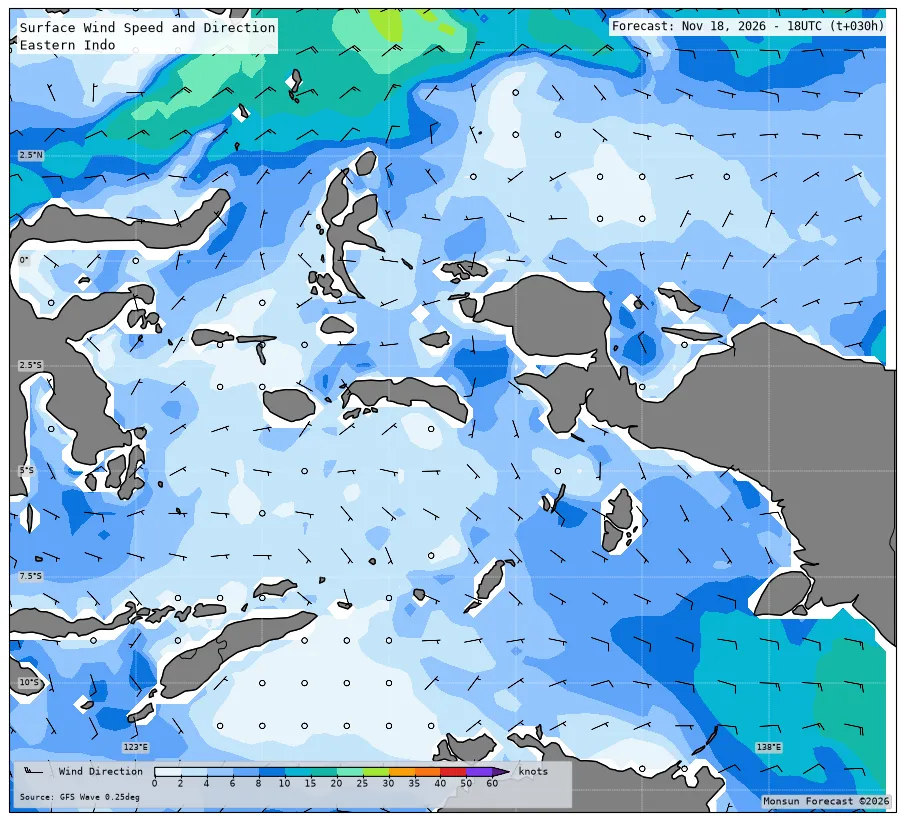 Surface Wind Speed and Direction
Eastern Indo
Forecast: Nov 18, 2026 - 18UTC (t+030h)
2.5°N
0°
2.5°S
5°S
7.5°S
10°S
123°E
138°E
Wind Direction
0 2 4 6 8 10 15 20 25 30 35 40 50 60
knots
Source: GFS Wave 0.25deg
Monsun Forecast ©2026